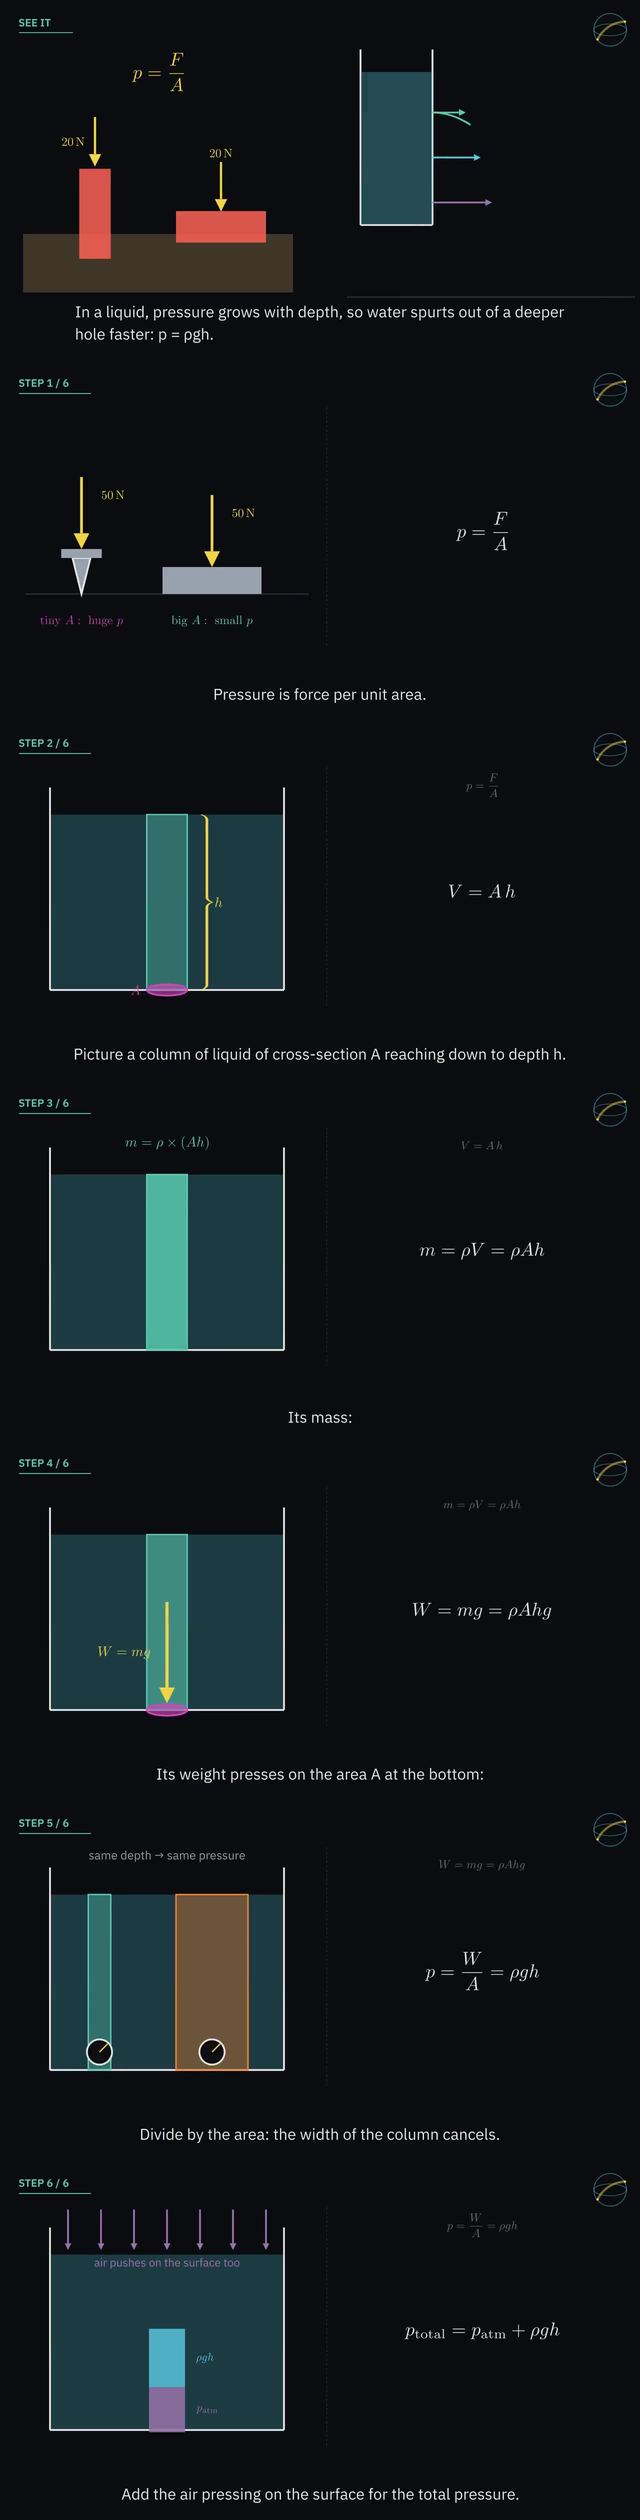 SEE IT
p = F/A
20 N
20 N
In a liquid, pressure grows with depth, so water spurts out of a deeper
hole faster: p = ρgh.
STEP 1 / 6
50 N
50 N
p = F/A
tiny A : huge p
big A : small p
Pressure is force per unit area.
STEP 2 / 6
p = F/A
V = A h
h
A
Picture a column of liquid of cross-section A reaching down to depth h.
STEP 3 / 6
m = ρ × (Ah)
V = A h
m = ρV = ρAh
Its mass:
STEP 4 / 6
m = ρV = ρAh
W = mg = ρAhg
W = mg
Its weight presses on the area A at the bottom:
STEP 5 / 6
same depth → same pressure
W = mg = ρAhg
p = W/A = ρgh
Divide by the area: the width of the column cancels.
STEP 6 / 6
p = W/A = ρgh
air pushes on the surface too
p_total = p_atm + ρgh
ρgh
p_atm
Add the air pressing on the surface for the total pressure.